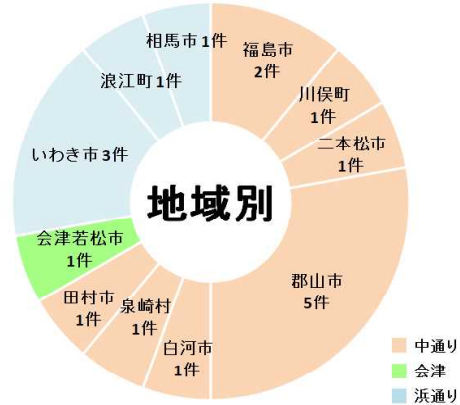 福島市
2件
川俣町
1件
二本松市
1件
郡山市
5件
白河市
1件
泉崎村
1件
田村市
1件
会津若松市
1件
いわき市3件
浪江町1件
相馬市1件
地域別
中通り
会津
浜通り